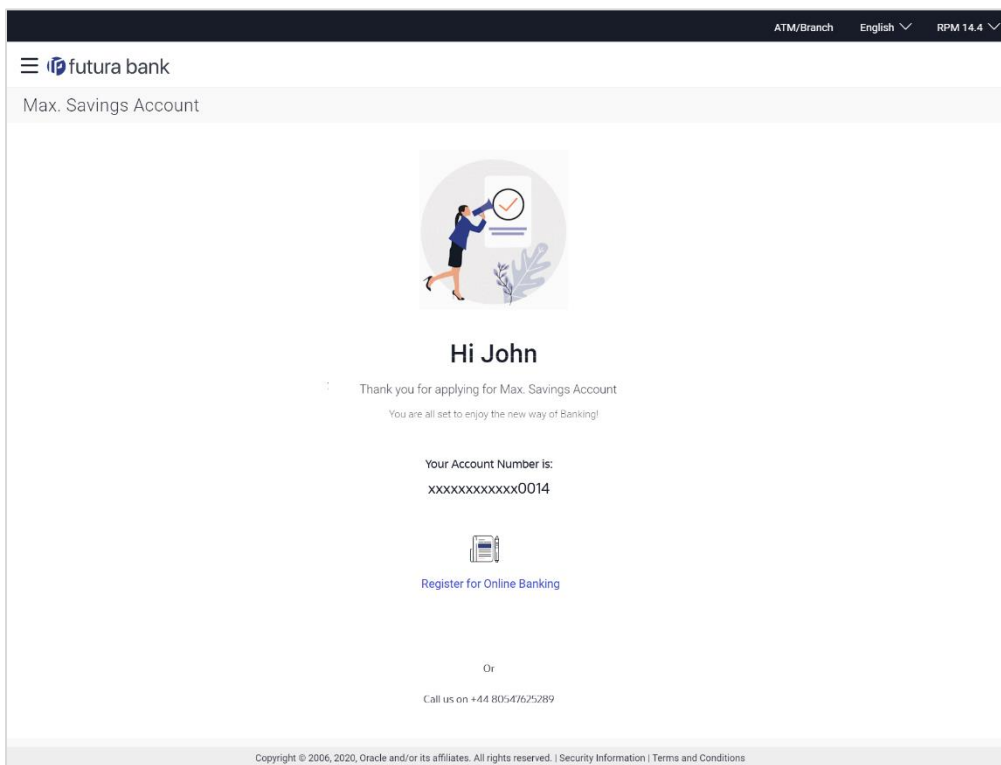 ATM/Branch English RPM 14.4
futura bank
Max. Savings Account
Hi John
Thank you for applying for Max. Savings Account
You are all set to enjoy the new way of Banking!
Your Account Number is:
xxxxxxxxxxxx0014
Register for Online Banking
Or
Call us on +44 80547625289
Copyright © 2006, 2020, Oracle and/or its affiliates. All rights reserved. | Security Information | Terms and Conditions